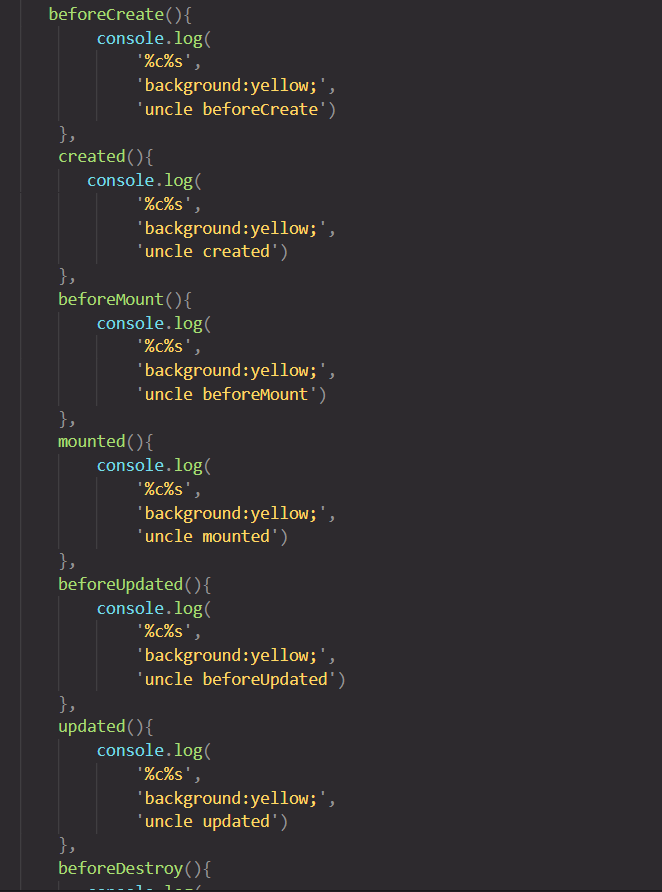 beforeCreate(){
console.log(
'%c%s',
'background:yellow;',
'uncle beforeCreate')
},
created(){
console.log(
'%c%s',
'background:yellow;',
'uncle created')
},
beforeMount(){
console.log(
'%c%s',
'background:yellow;',
'uncle beforeMount')
},
mounted(){
console.log(
'%c%s',
'background:yellow;',
'uncle mounted')
},
beforeUpdated(){
console.log(
'%c%s',
'background:yellow;',
'uncle beforeUpdated')
},
updated(){
console.log(
'%c%s',
'background:yellow;',
'uncle updated')
},
beforeDestroy(){
console.log(